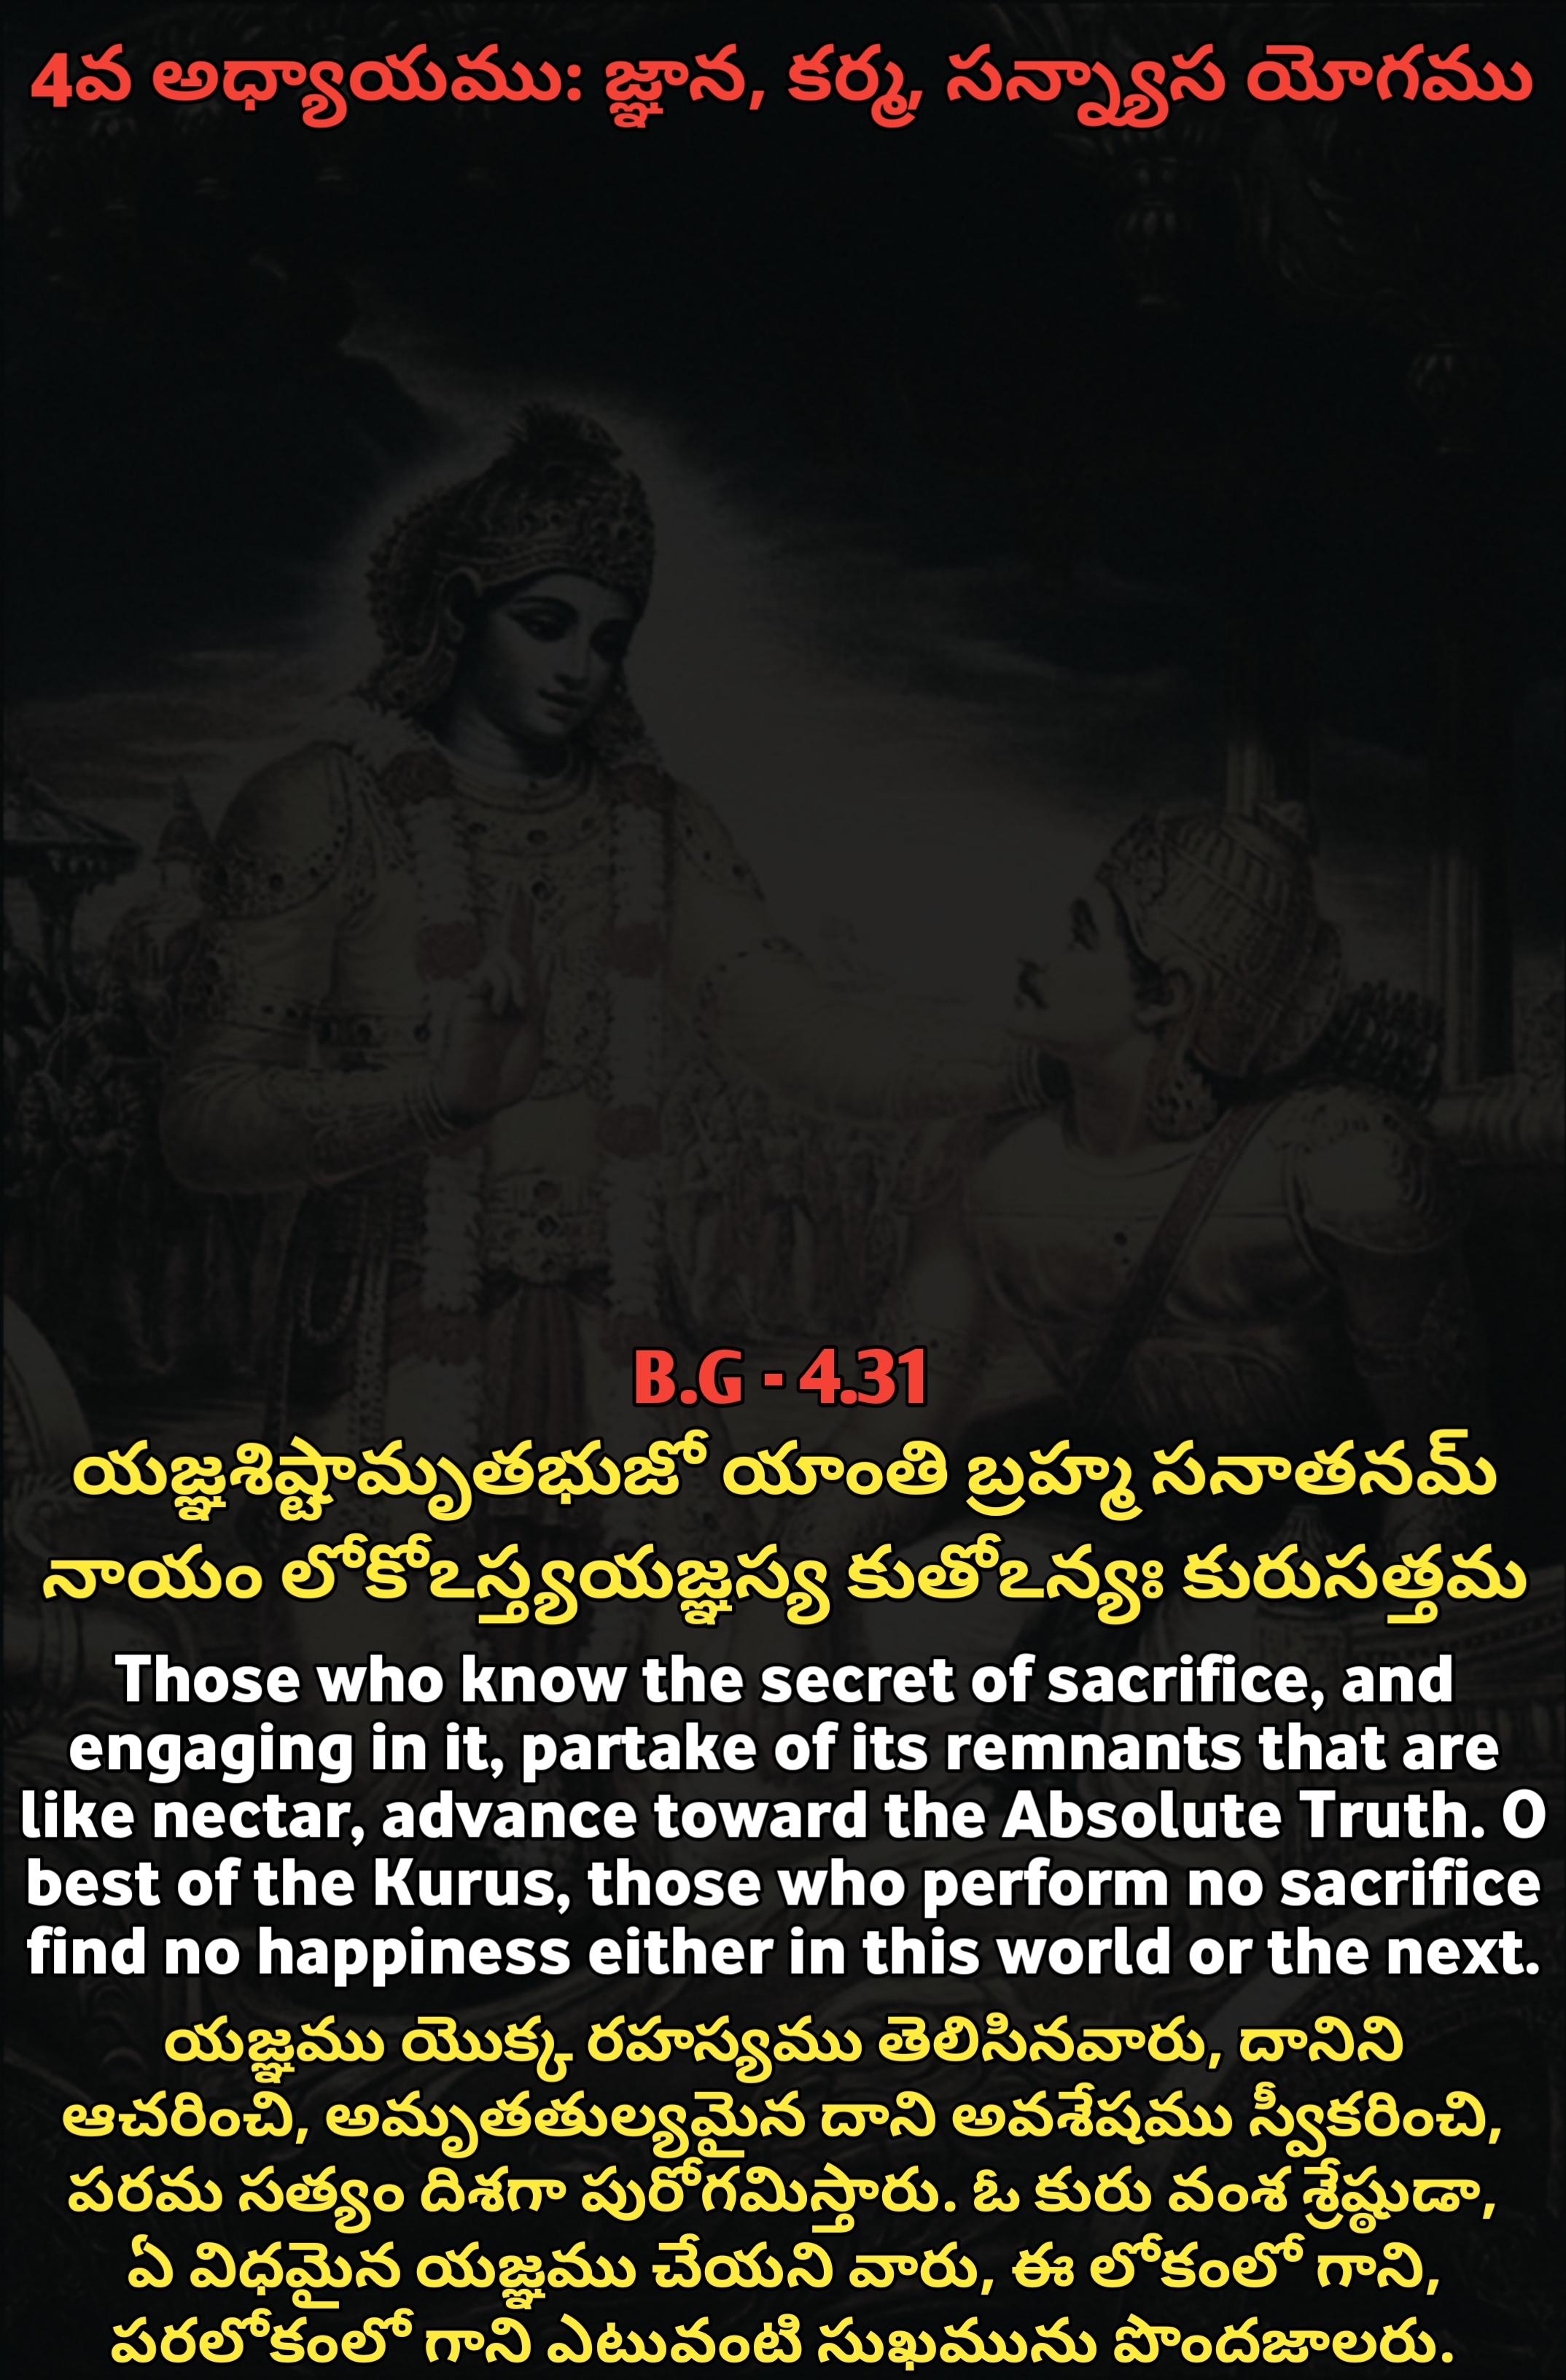 4వ అధ్యాయము: జ్ఞాన, కర్మ, సన్న్యాస యోగము
B.G - 4.31
యజ్ఞశిష్టామృతభుజో యాంతి బ్రహ్మ సనాతనమ్
నాయం లోకోఽస్త్యయజ్ఞస్య కుతోఽన్యః కురుసత్తమ
Those who know the secret of sacrifice, and
engaging in it, partake of its remnants that are
like nectar, advance toward the Absolute Truth. O
best of the Kurus, those who perform no sacrifice
find no happiness either in this world or the next.
యజ్ఞము యొక్క రహస్యము తెలిసినవారు, దానిని
ఆచరించి, అమృతతుల్యమైన దాని అవశేషము స్వీకరించి,
పరమ సత్యం దిశగా పురోగమిస్తారు. ఓ కురు వంశ శ్రేష్ఠుడా,
ఏ విధమైన యజ్ఞము చేయని వారు, ఈ లోకంలో గాని,
పరలోకంలో గాని ఎటువంటి సుఖమును పొందజాలరు.